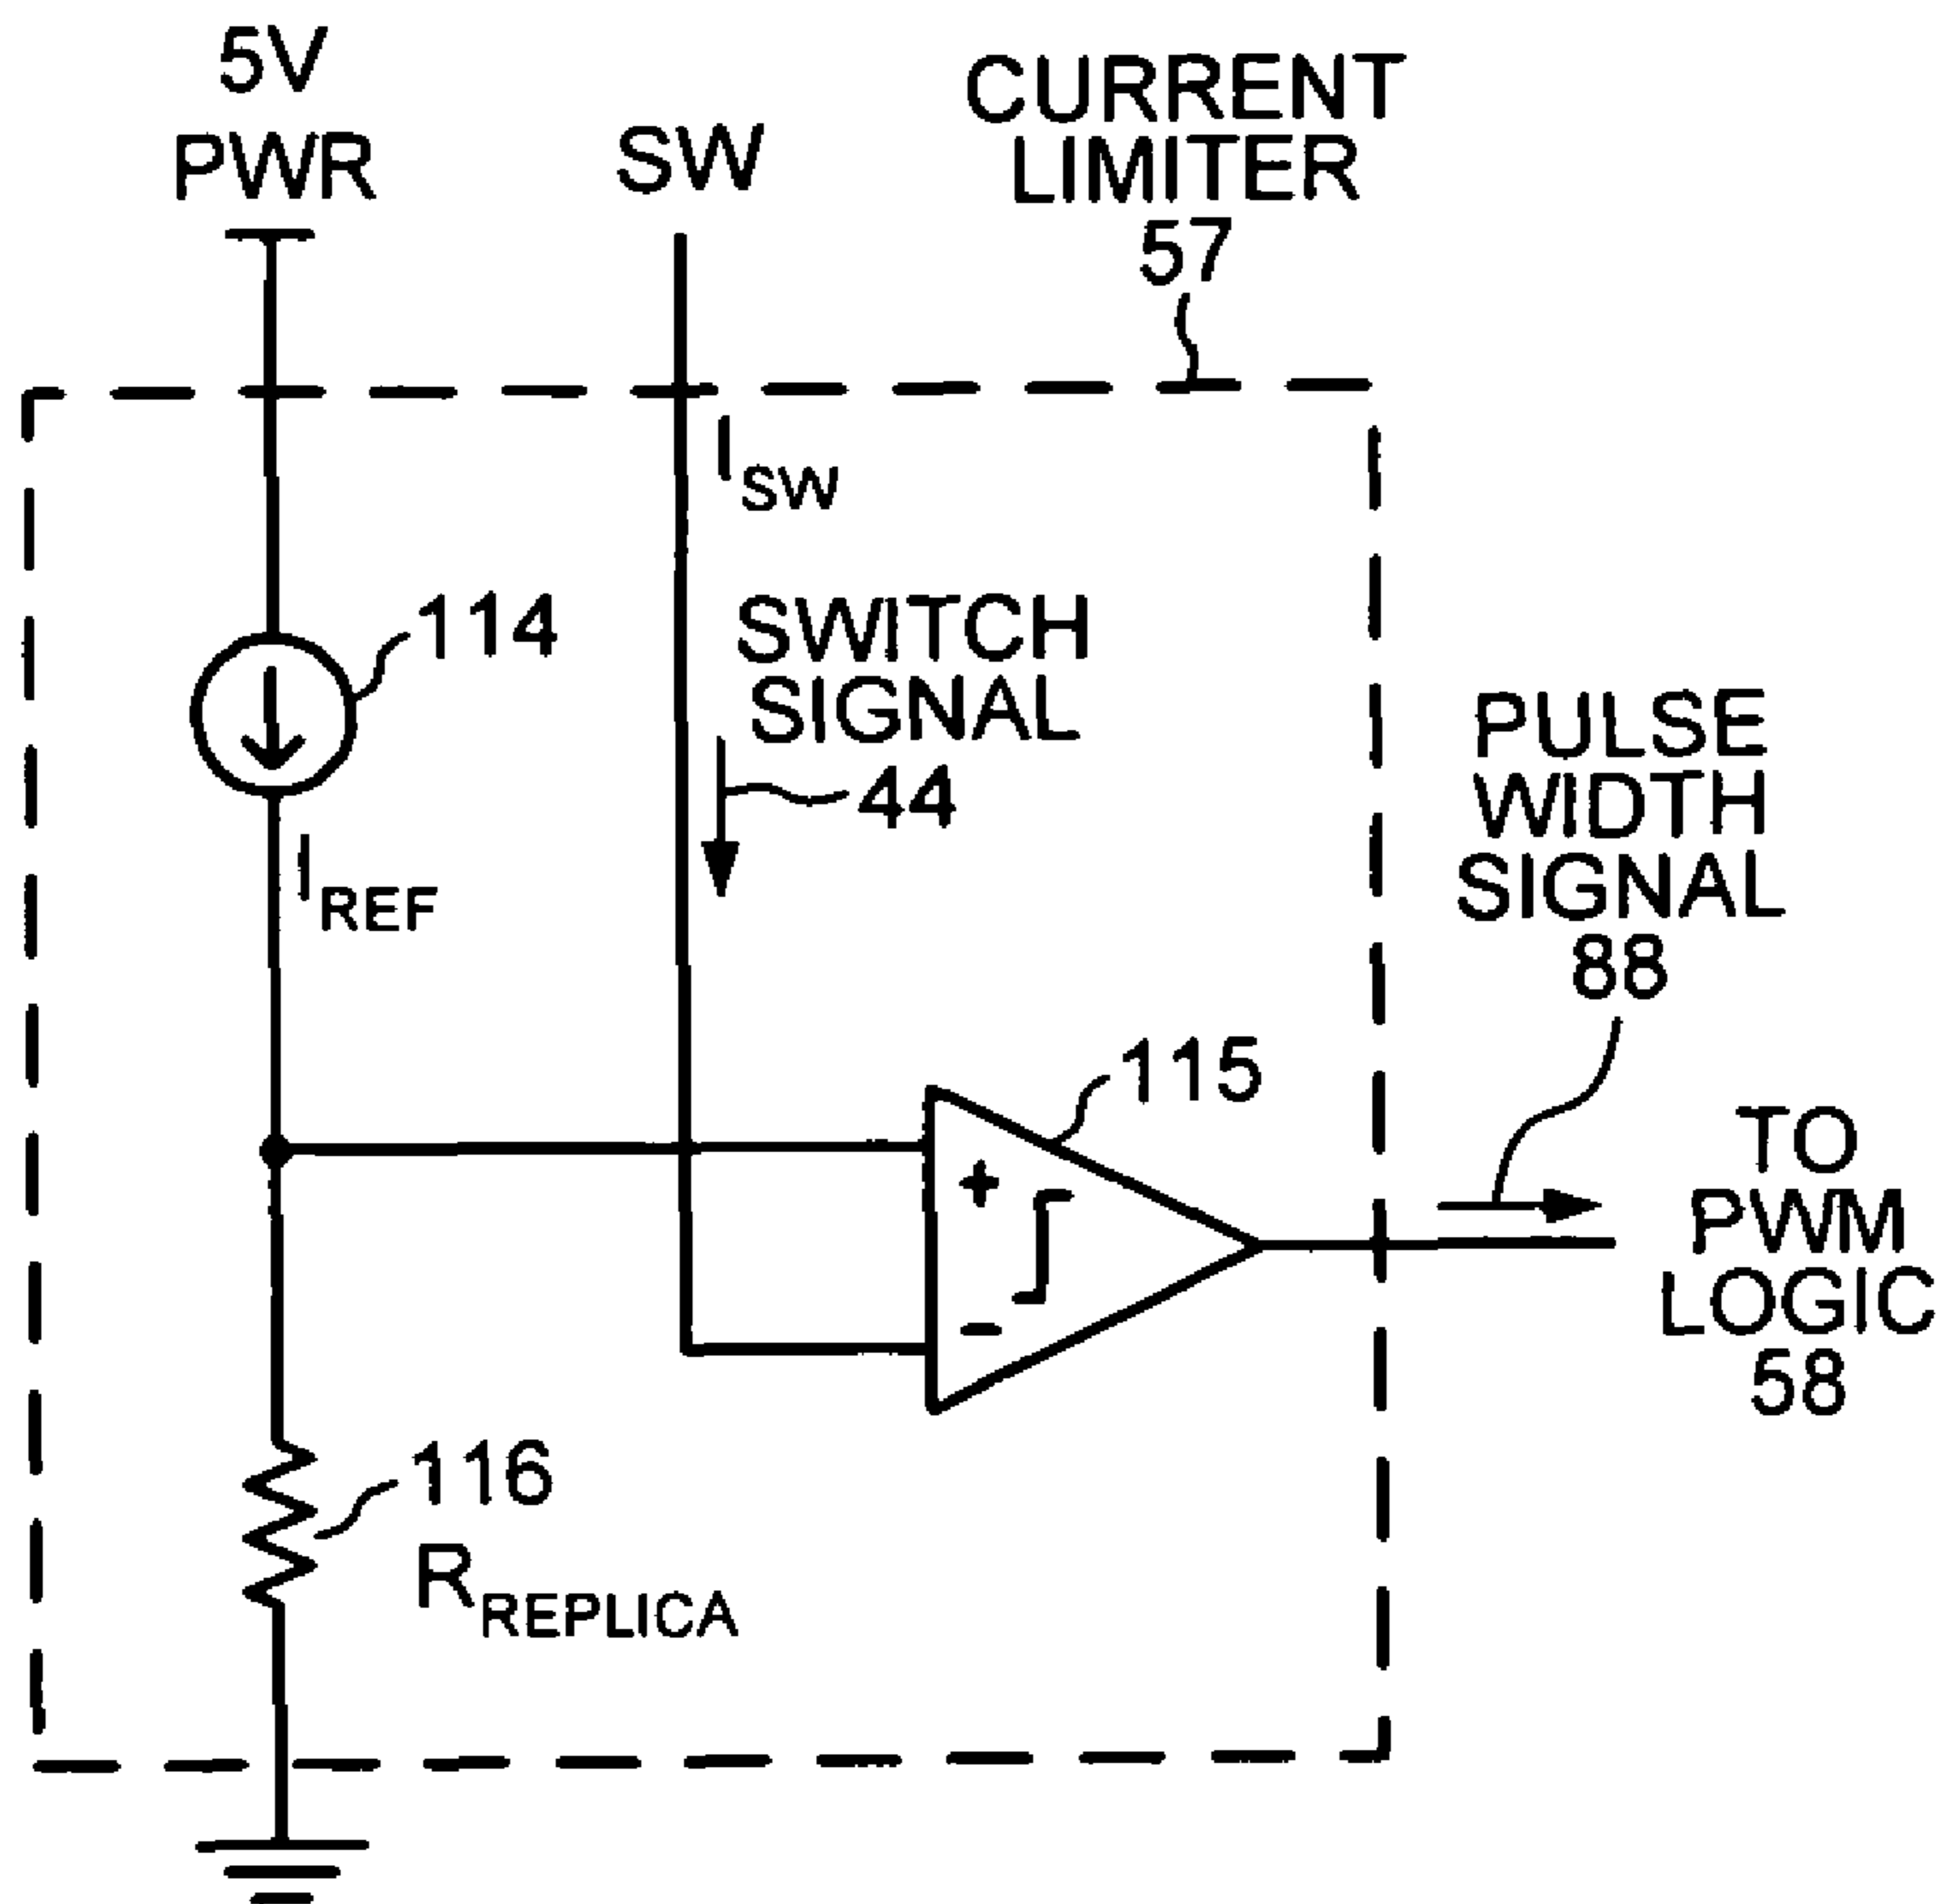 5V
PWR
SW
CURRENT
LIMITER
57
I SW
114
SWITCH
SIGNAL
44
I REF
PULSE
WIDTH
SIGNAL
88
115
+
-
TO
PWM
LOGIC
58
116
R REPLICA